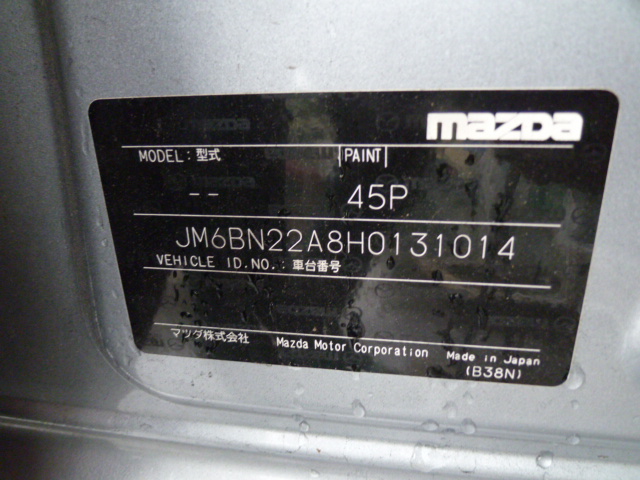 mazda
MODEL: 型式 PAINT
-- 45P
JM6BN22A8H0131014
VEHICLE ID.NO.: 車台番号
マツダ株式会社 Mazda Motor Corporation Made in Japan
(B38N)